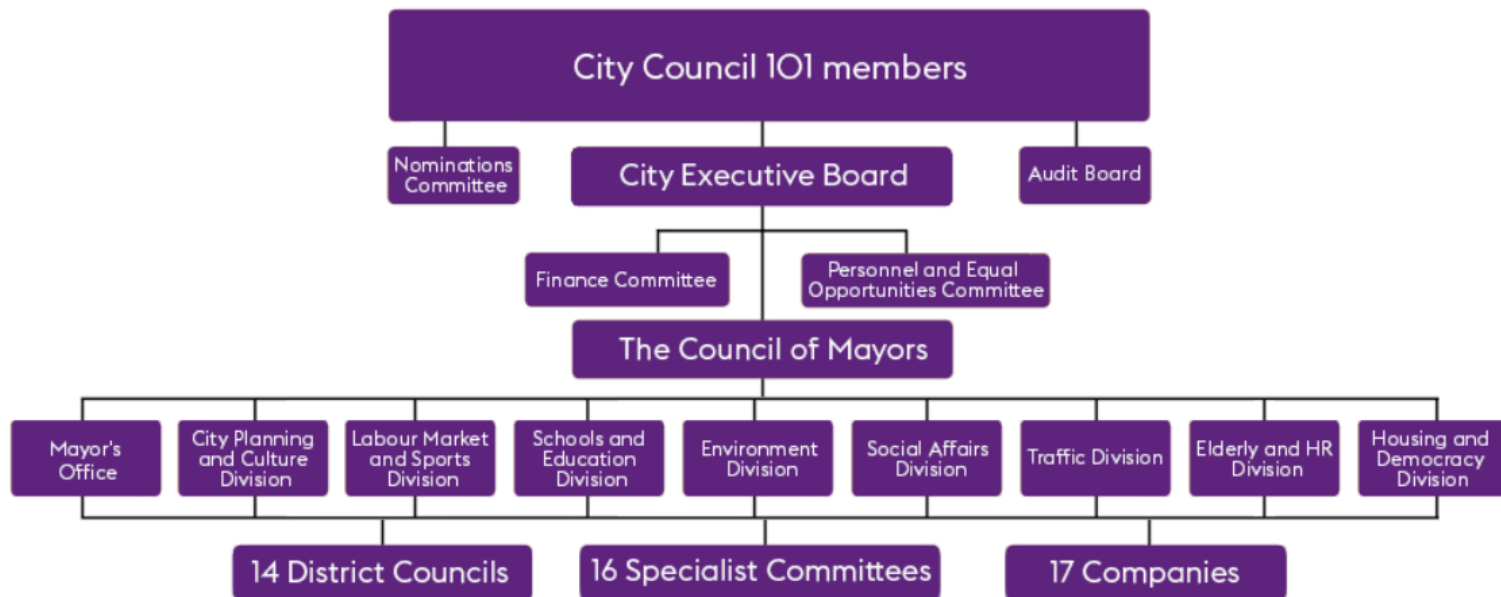 City Council 101 members
Nominations
Committee
City Executive Board
Audit Board
Finance Committee
Personnel and Equal
Opportunities Committee
The Council of Mayors
Mayor's
Office
City Planning
and Culture
Division
Labour Market
and Sports
Division
Schools and
Education
Division
Environment
Division
Social Affairs
Division
Traffic Division
Elderly and HR
Division
Housing and
Democracy
Division
14 District Councils
16 Specialist Committees
17 Companies